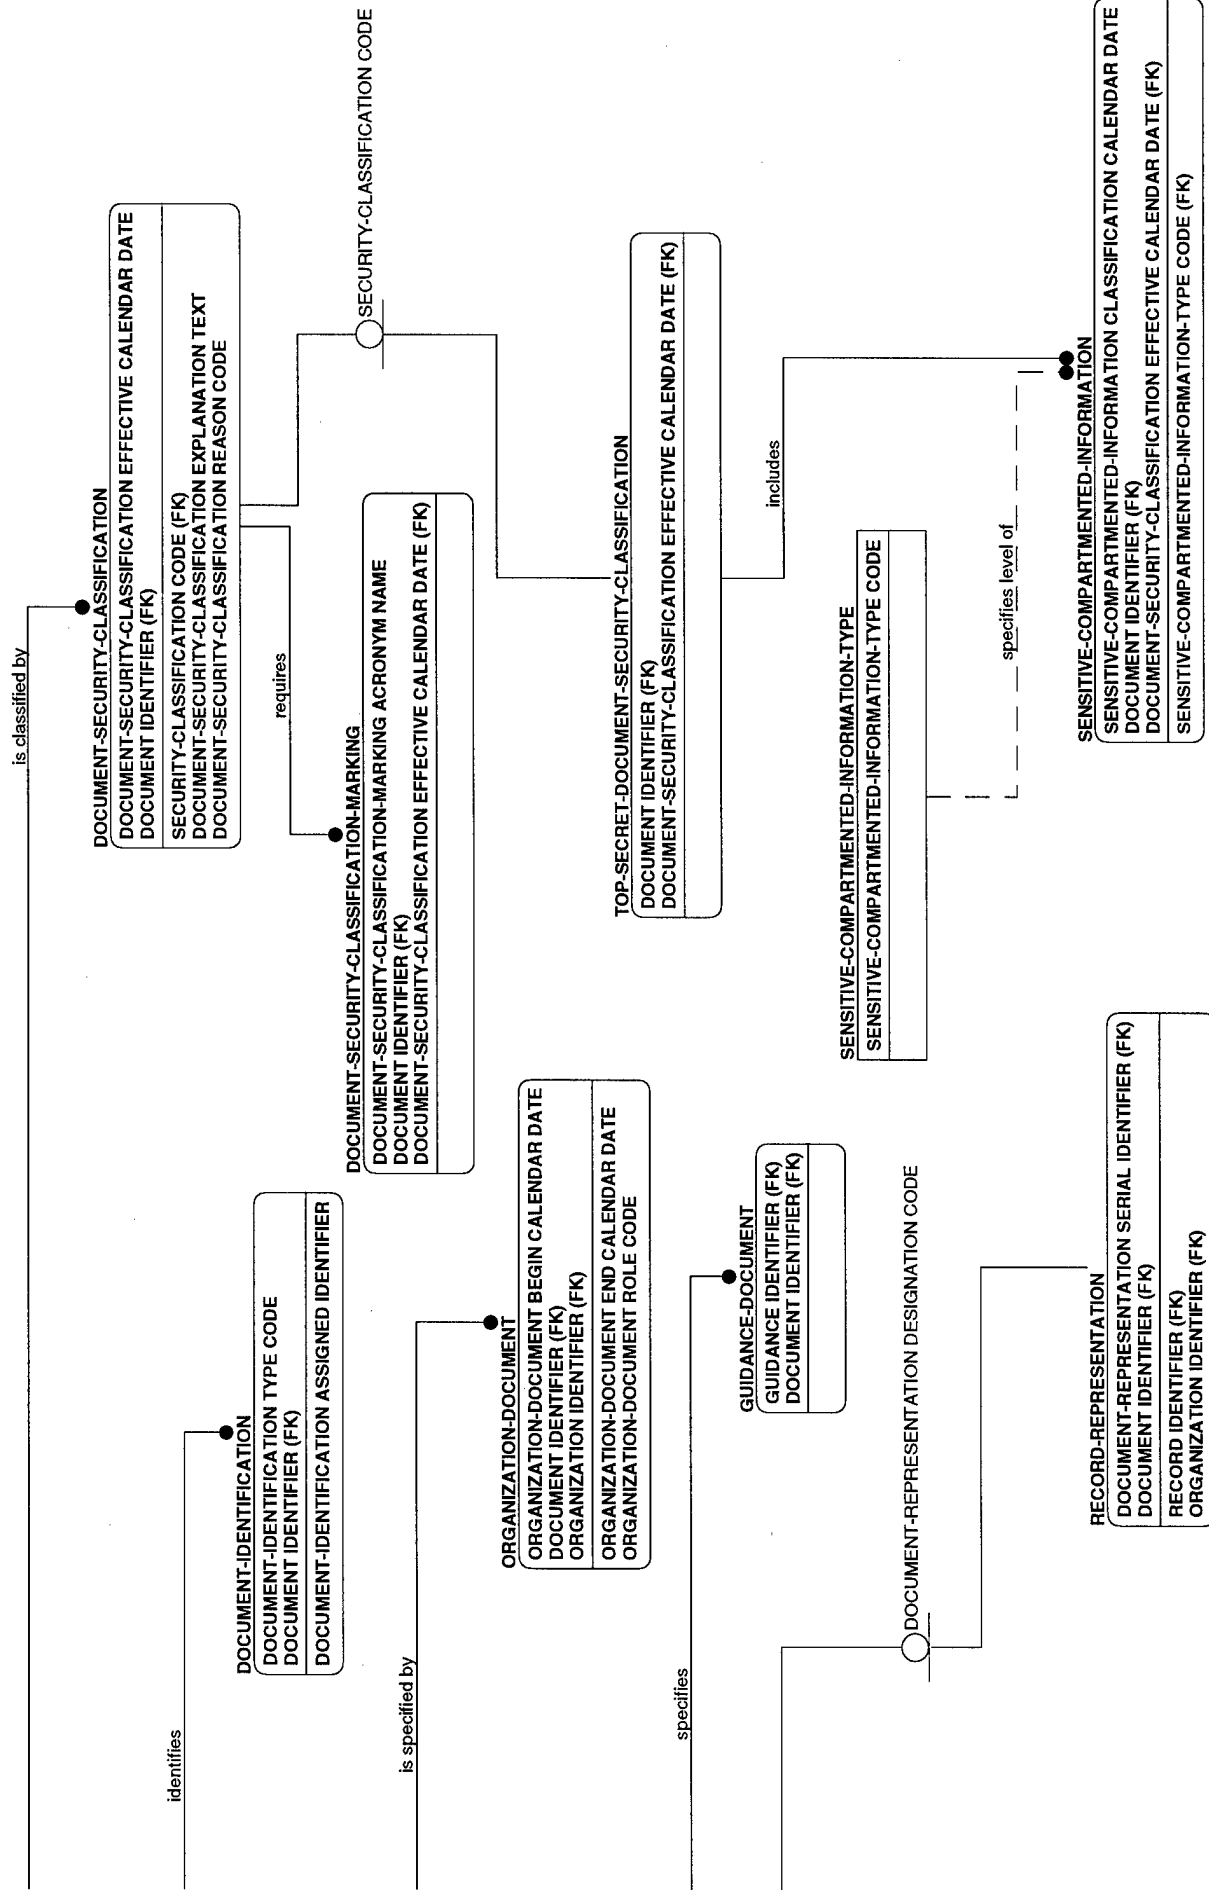 is classified by
DOCUMENT-SECURITY-CLASSIFICATION
DOCUMENT-SECURITY-CLASSIFICATION EFFECTIVE CALENDAR DATE
DOCUMENT IDENTIFIER (FK)
SECURITY-CLASSIFICATION CODE (FK)
DOCUMENT-SECURITY-CLASSIFICATION EXPLANATION TEXT
DOCUMENT-SECURITY-CLASSIFICATION REASON CODE
requires
SECURITY-CLASSIFICATION CODE
identifies
DOCUMENT-IDENTIFICATION
DOCUMENT-IDENTIFICATION TYPE CODE
DOCUMENT IDENTIFIER (FK)
DOCUMENT-IDENTIFICATION ASSIGNED IDENTIFIER
DOCUMENT-SECURITY-CLASSIFICATION-MARKING
DOCUMENT-SECURITY-CLASSIFICATION-MARKING ACRONYM NAME
DOCUMENT IDENTIFIER (FK)
DOCUMENT-SECURITY-CLASSIFICATION EFFECTIVE CALENDAR DATE (FK)
is specified by
ORGANIZATION-DOCUMENT
ORGANIZATION-DOCUMENT BEGIN CALENDAR DATE
DOCUMENT IDENTIFIER (FK)
ORGANIZATION IDENTIFIER (FK)
ORGANIZATION-DOCUMENT END CALENDAR DATE
ORGANIZATION-DOCUMENT ROLE CODE
TOP-SECRET-DOCUMENT-SECURITY-CLASSIFICATION
DOCUMENT IDENTIFIER (FK)
DOCUMENT-SECURITY-CLASSIFICATION EFFECTIVE CALENDAR DATE (FK)
includes
specifies
GUIDANCE-DOCUMENT
GUIDANCE IDENTIFIER (FK)
DOCUMENT IDENTIFIER (FK)
SENSITIVE-COMPARTMENTED-INFORMATION-TYPE
SENSITIVE-COMPARTMENTED-INFORMATION-TYPE CODE
specifies level of
DOCUMENT-REPRESENTATION DESIGNATION CODE
RECORD-REPRESENTATION
DOCUMENT-REPRESENTATION SERIAL IDENTIFIER (FK)
DOCUMENT IDENTIFIER (FK)
RECORD IDENTIFIER (FK)
ORGANIZATION IDENTIFIER (FK)
SENSITIVE-COMPARTMENTED-INFORMATION
SENSITIVE-COMPARTMENTED-INFORMATION CLASSIFICATION CALENDAR DATE
DOCUMENT IDENTIFIER (FK)
DOCUMENT-SECURITY-CLASSIFICATION EFFECTIVE CALENDAR DATE (FK)
SENSITIVE-COMPARTMENTED-INFORMATION-TYPE CODE (FK)